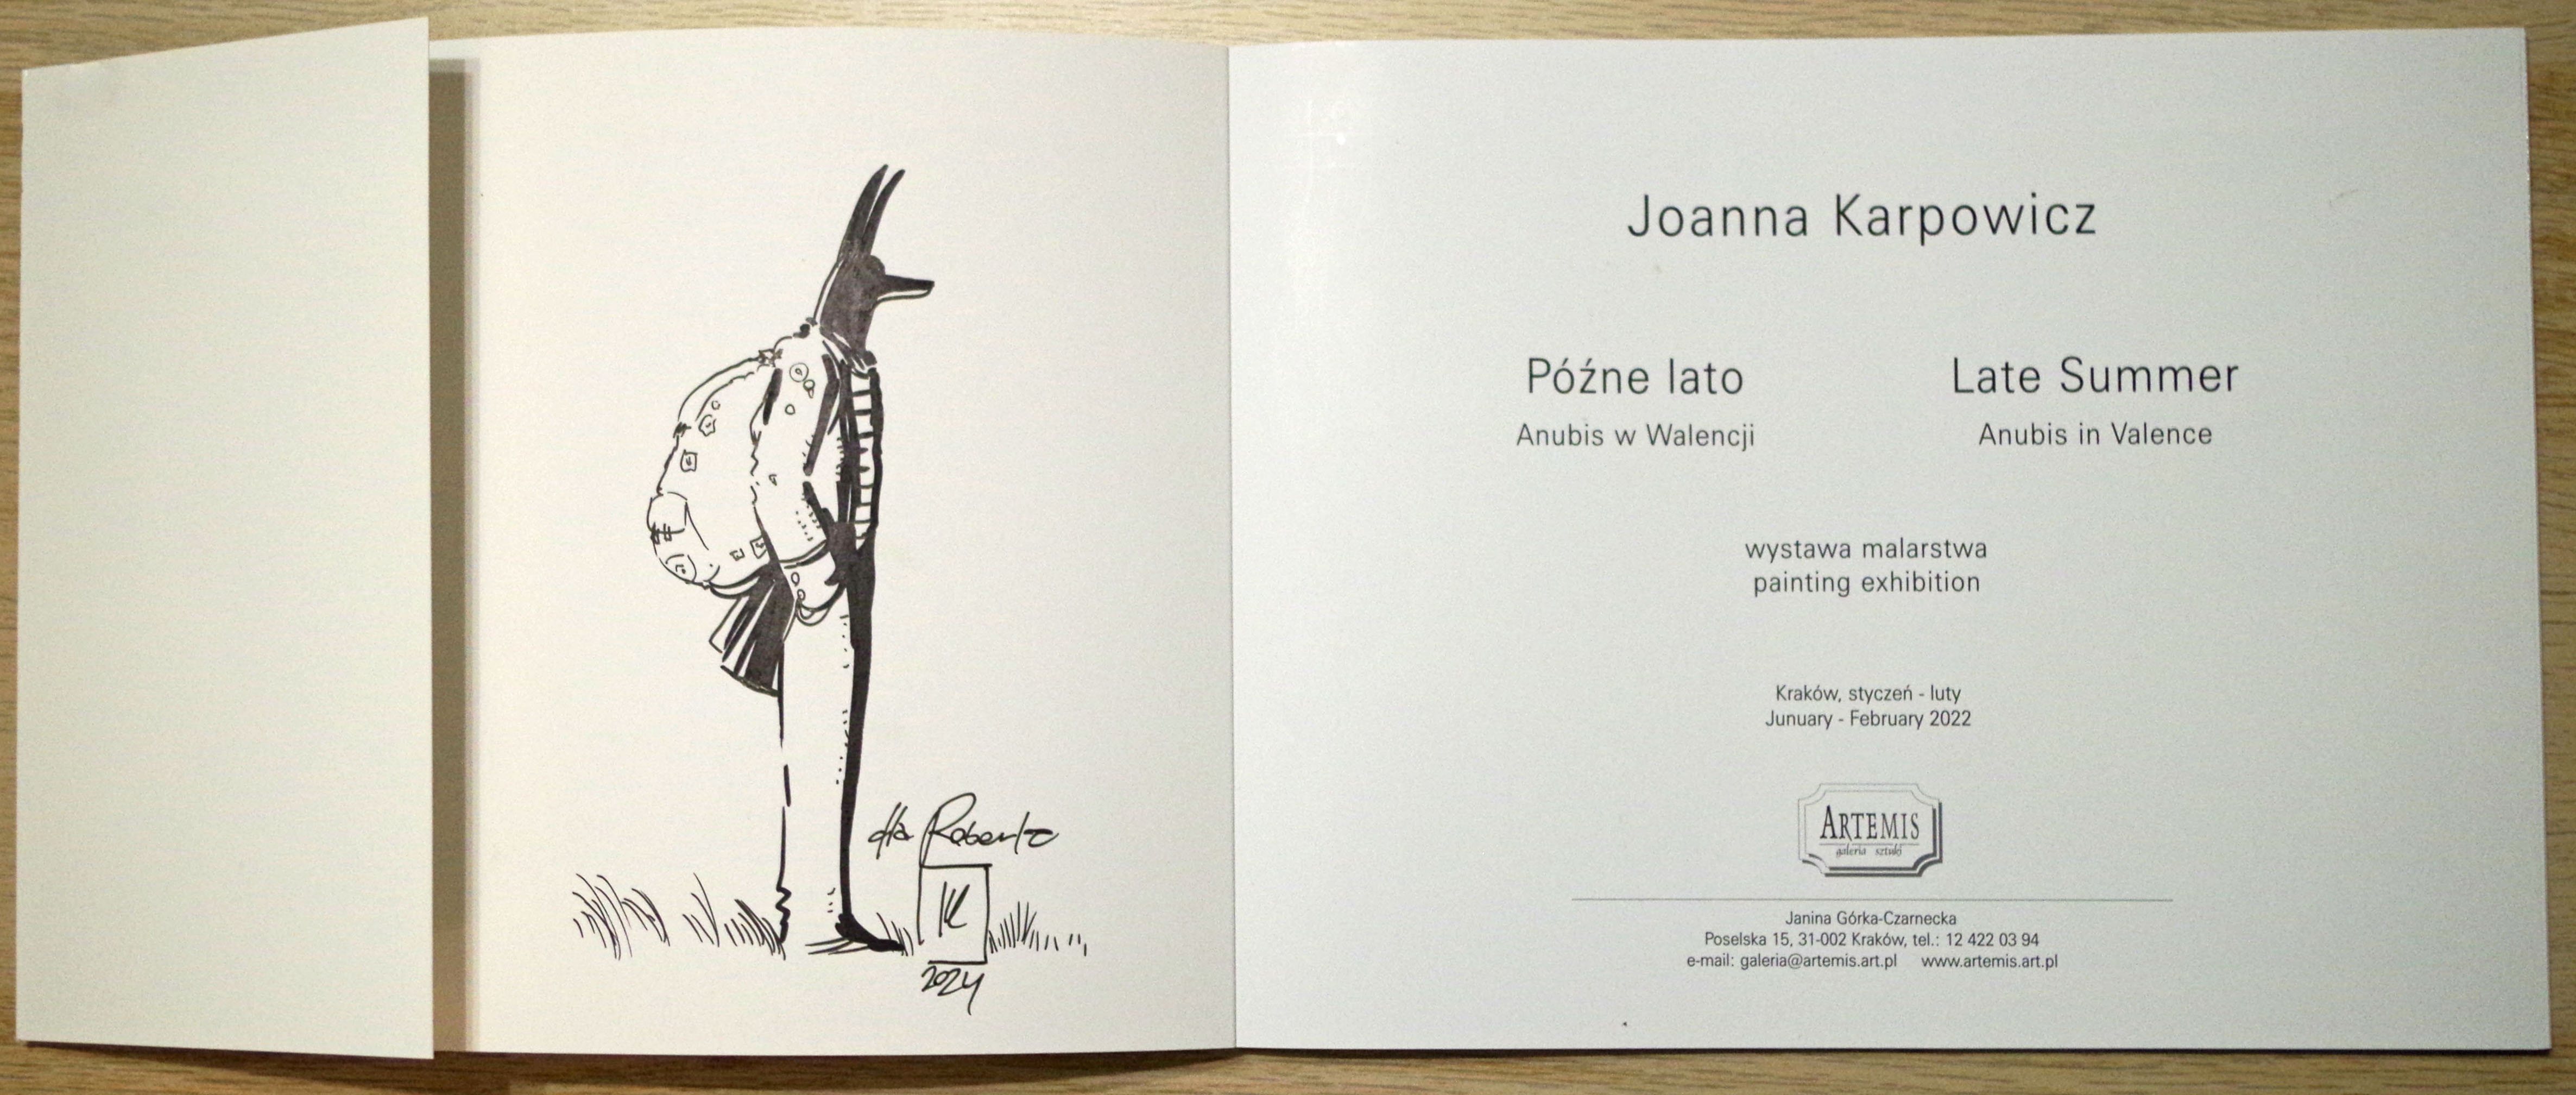 dla Roberta
K
2024
Joanna Karpowicz
Późne lato
Anubis w Walencji
Late Summer
Anubis in Valence
wystawa malarstwa
painting exhibition
Kraków, styczeń - luty
Junuary - February 2022
ARTEMIS
galeria sztuki
Janina Górka-Czarnecka
Poselska 15, 31-002 Kraków, tel.: 12 422 03 94
e-mail: galeria@artemis.art.pl www.artemis.art.pl